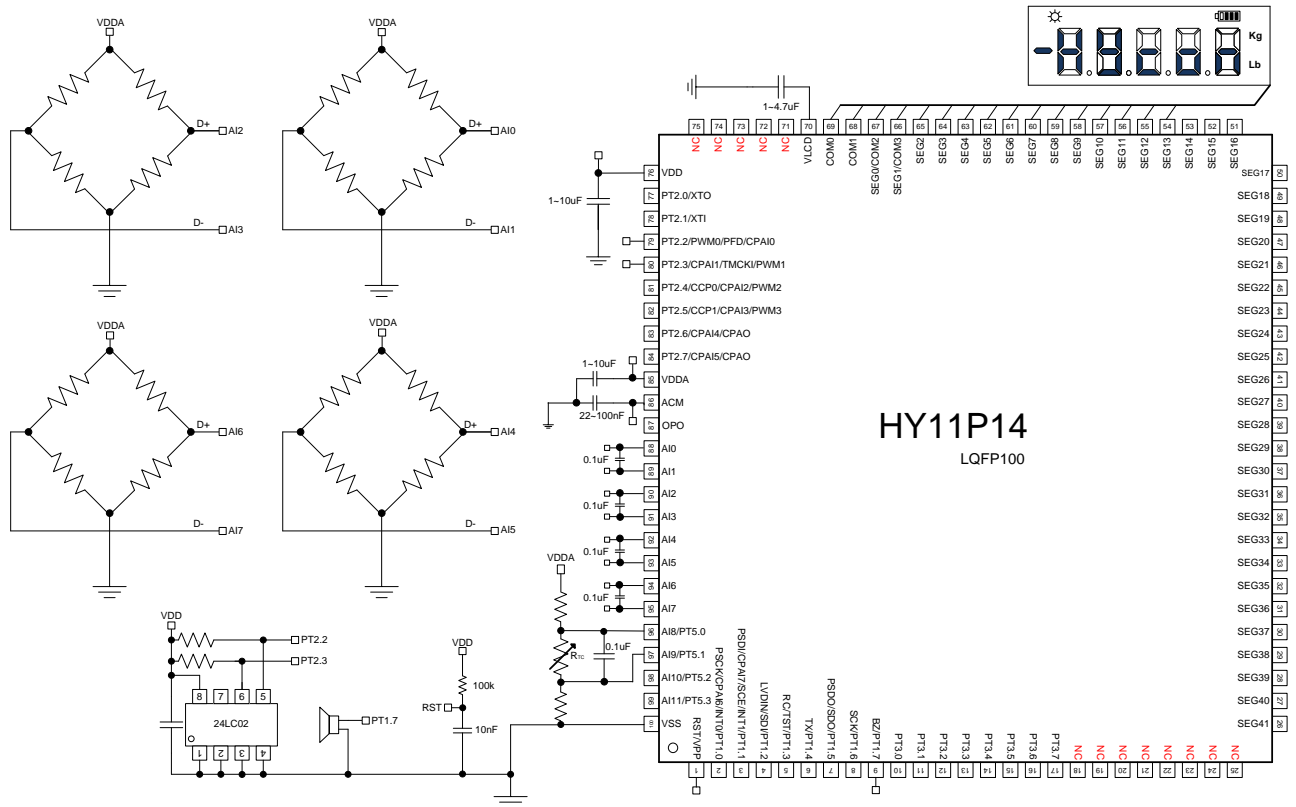 VDDA
D+
AI2
D-
AI3
VDDA
D+
AI0
D-
AI1
VDDA
D+
AI6
D-
AI7
VDDA
D+
AI4
D-
AI5
VDD
PT2.2
PT2.3
8 7 6 5
24LC02
1 2 3 4
PT1.7
VDD
100k
RST
10nF
VDDA
RTC
0.1uF
Kg
Lb
1~4.7uF
1~10uF
1~10uF
22~100nF
0.1uF
0.1uF
0.1uF
0.1uF
HY11P14
LQFP100
75 NC
74 NC
73 NC
72 NC
71 NC
70 VLCD
69 COM0
68 COM1
67 SEG0/COM2
66 SEG1/COM3
65 SEG2
64 SEG3
63 SEG4
62 SEG5
61 SEG6
60 SEG7
59 SEG8
58 SEG9
57 SEG10
56 SEG11
55 SEG12
54 SEG13
53 SEG14
52 SEG15
51 SEG16
76 VDD
77 PT2.0/XTO
78 PT2.1/XTI
79 PT2.2/PWM0/PFD/CPAI0
80 PT2.3/CPAI1/TMCKI/PWM1
81 PT2.4/CCP0/CPAI2/PWM2
82 PT2.5/CCP1/CPAI3/PWM3
83 PT2.6/CPAI4/CPAO
84 PT2.7/CPAI5/CPAO
85 VDDA
86 ACM
87 OPO
88 AI0
89 AI1
90 AI2
91 AI3
92 AI4
93 AI5
94 AI6
95 AI7
96 AI8/PT5.0
97 AI9/PT5.1
98 AI10/PT5.2
99 AI11/PT5.3
VSS
SEG17 50
SEG18 49
SEG19 48
SEG20 47
SEG21 46
SEG22 45
SEG23 44
SEG24 43
SEG25 42
SEG26 41
SEG27 40
SEG28 39
SEG29 38
SEG30 37
SEG31 36
SEG32 35
SEG33 34
SEG34 33
SEG35 32
SEG36 31
SEG37 30
SEG38 29
SEG39 28
SEG40 27
SEG41 26
RST/VPP 1
PSCK/CPAI6/INT0/PT1.0 2
PSDI/CPAI7/SCE/INT1/PT1.1 3
LVDIN/SDI/PT1.2 4
RC/TST/PT1.3 5
TX/PT1.4 6
PSDO/SDO/PT1.5 7
SCK/PT1.6 8
BZ/PT1.7 9
PT3.0 10
PT3.1 11
PT3.2 12
PT3.3 13
PT3.4 14
PT3.5 15
PT3.6 16
PT3.7 17
NC 18
NC 19
NC 20
NC 21
NC 22
NC 23
NC 24
NC 25